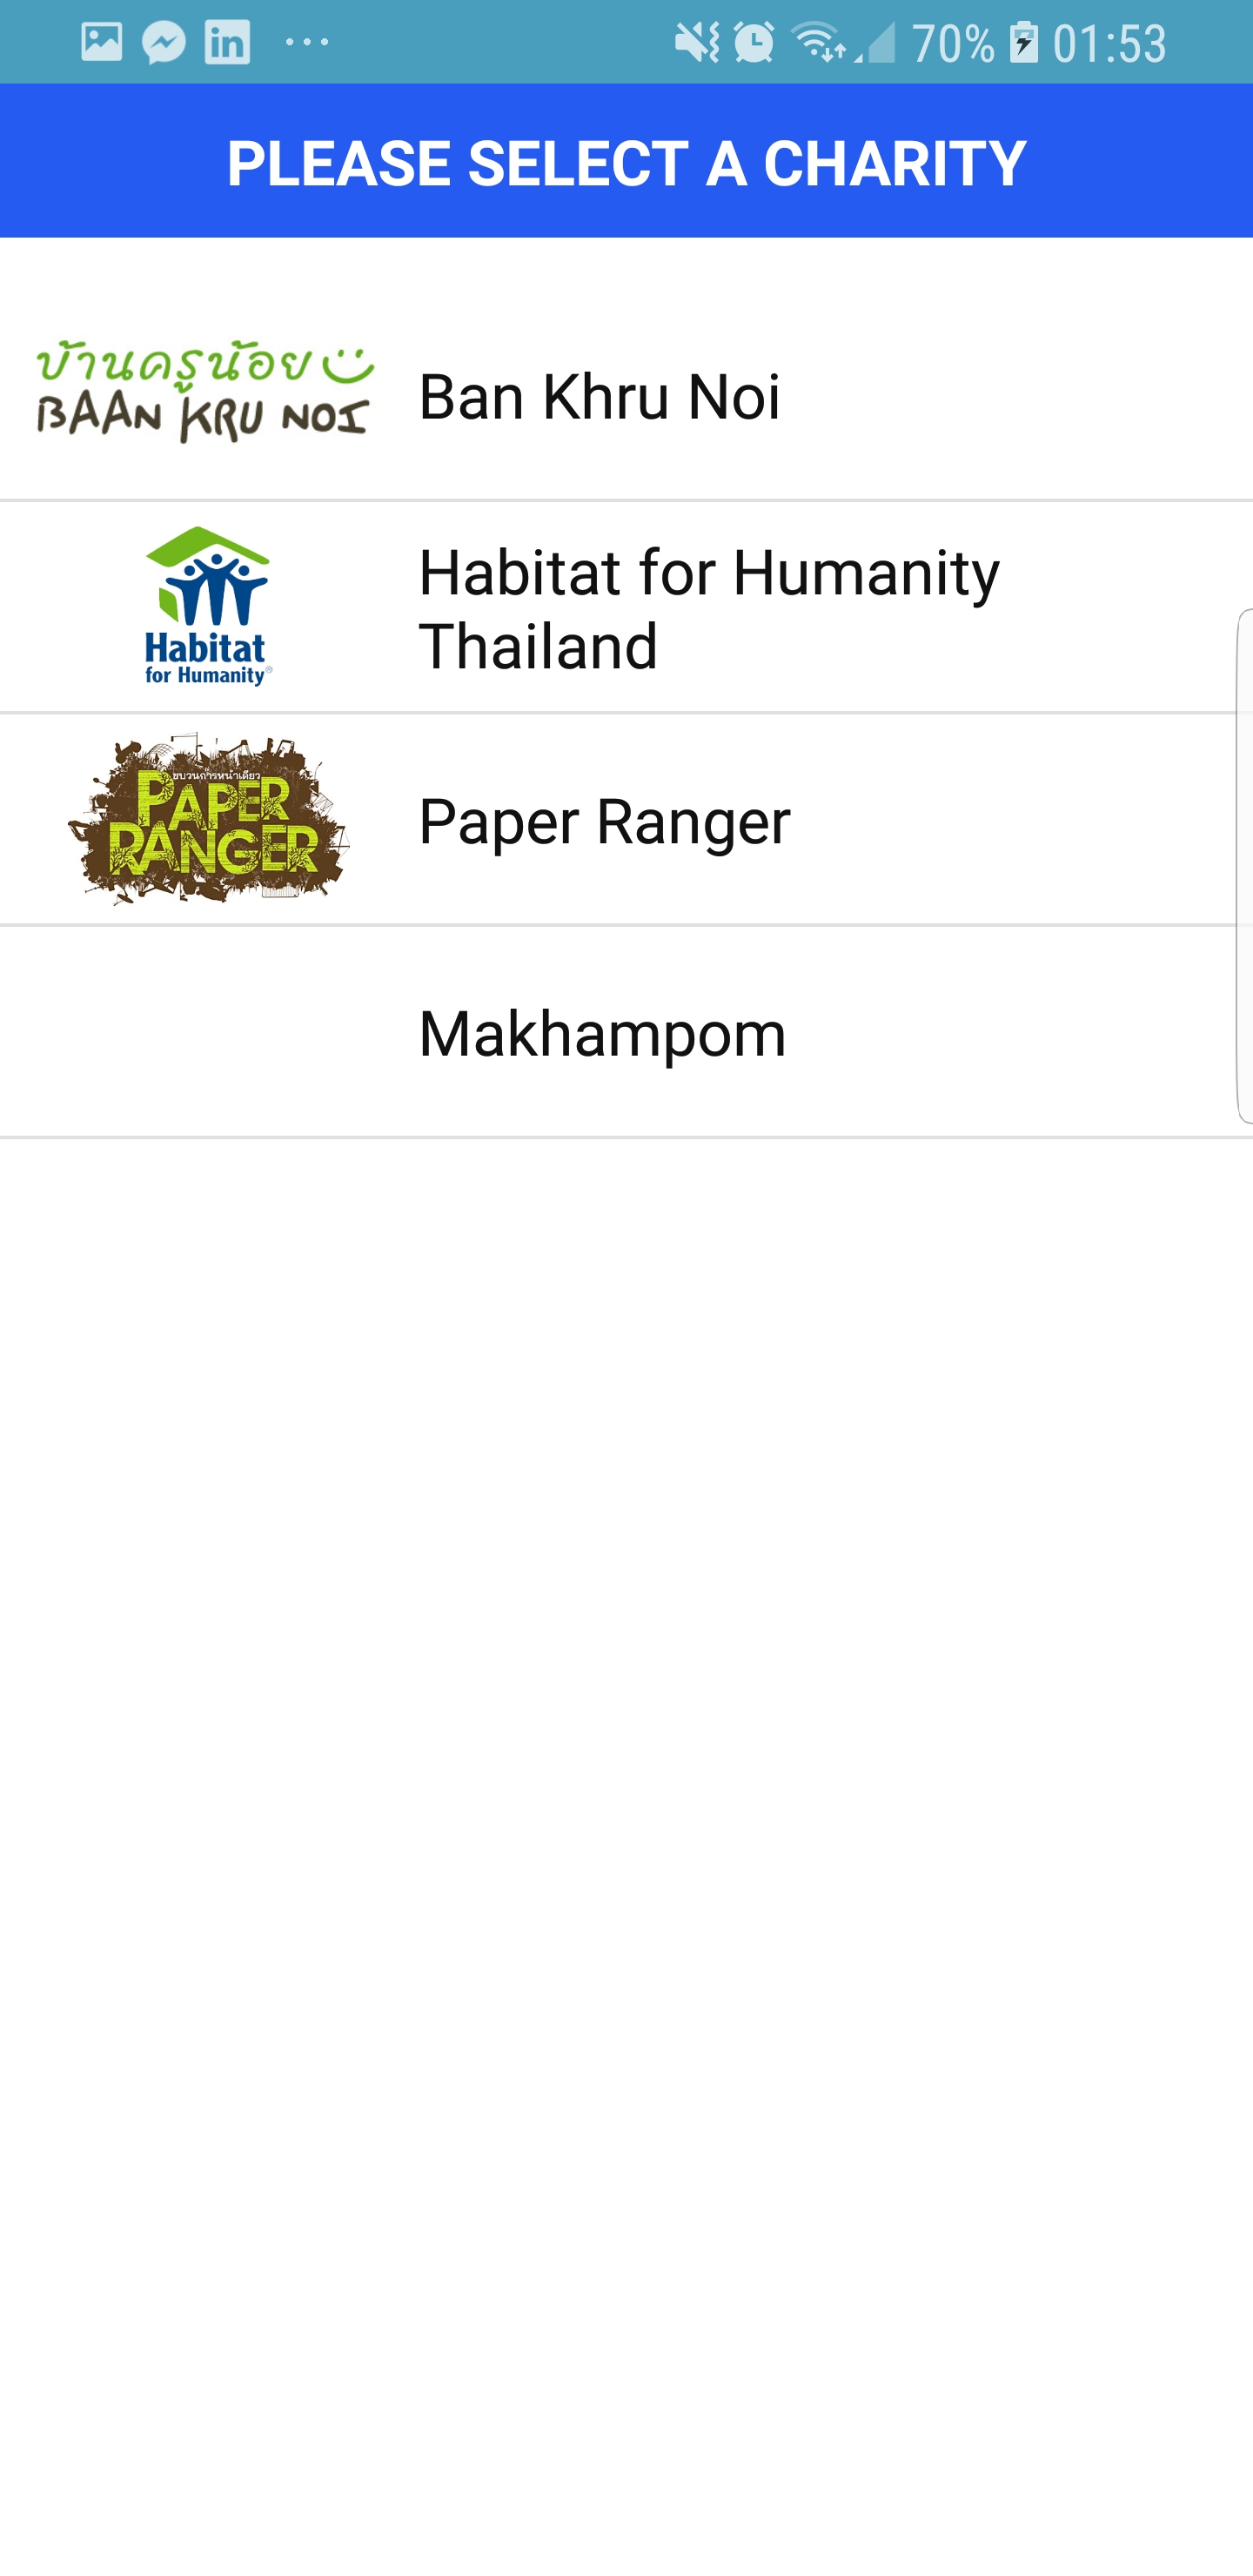 70% 01:53
PLEASE SELECT A CHARITY
บ้านครูน้อย
BAAN KRU NOI
Ban Khru Noi
Habitat
for Humanity®
Habitat for Humanity
Thailand
ขบวนการหน้าเดียว
PAPER
RANGER
Paper Ranger
Makhampom